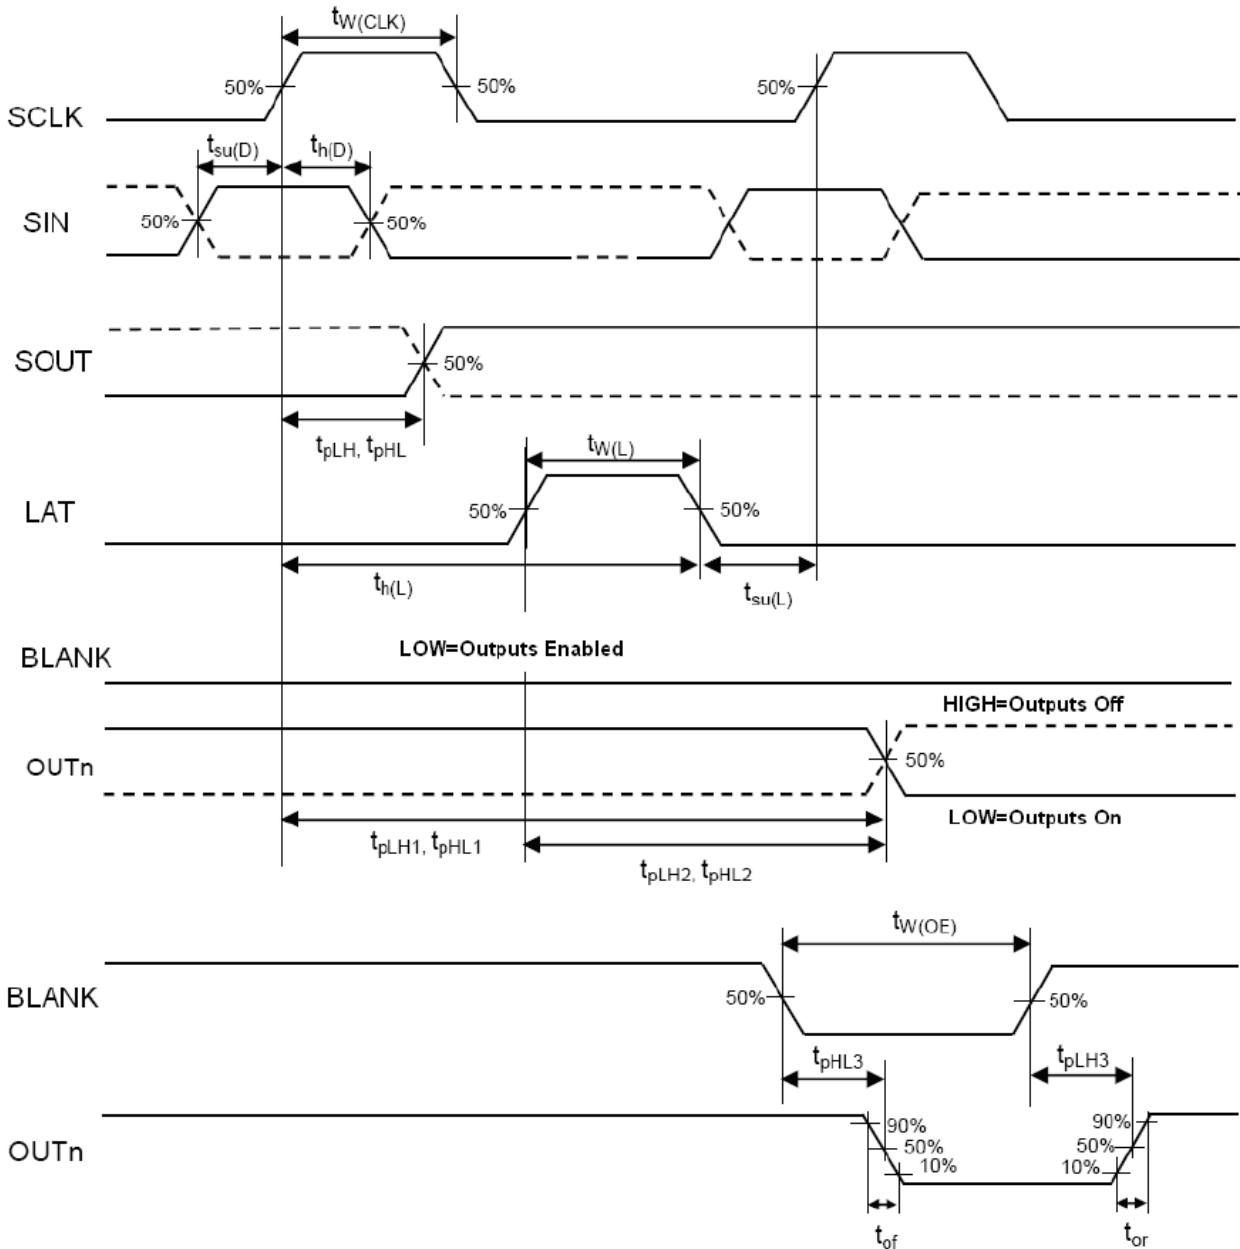 tW(CLK)
50%
50%
50%
SCLK
tsu(D)
th(D)
SIN
50%
50%
SOUT
50%
tpLH, tpHL
tW(L)
LAT
50%
50%
th(L)
tsu(L)
LOW=Outputs Enabled
BLANK
HIGH=Outputs Off
OUTn
50%
LOW=Outputs On
tpLH1, tpHL1
tpLH2, tpHL2
tW(OE)
BLANK
50%
50%
tpHL3
tpLH3
90%
90%
OUTn
50%
50%
10%
10%
tof
tor